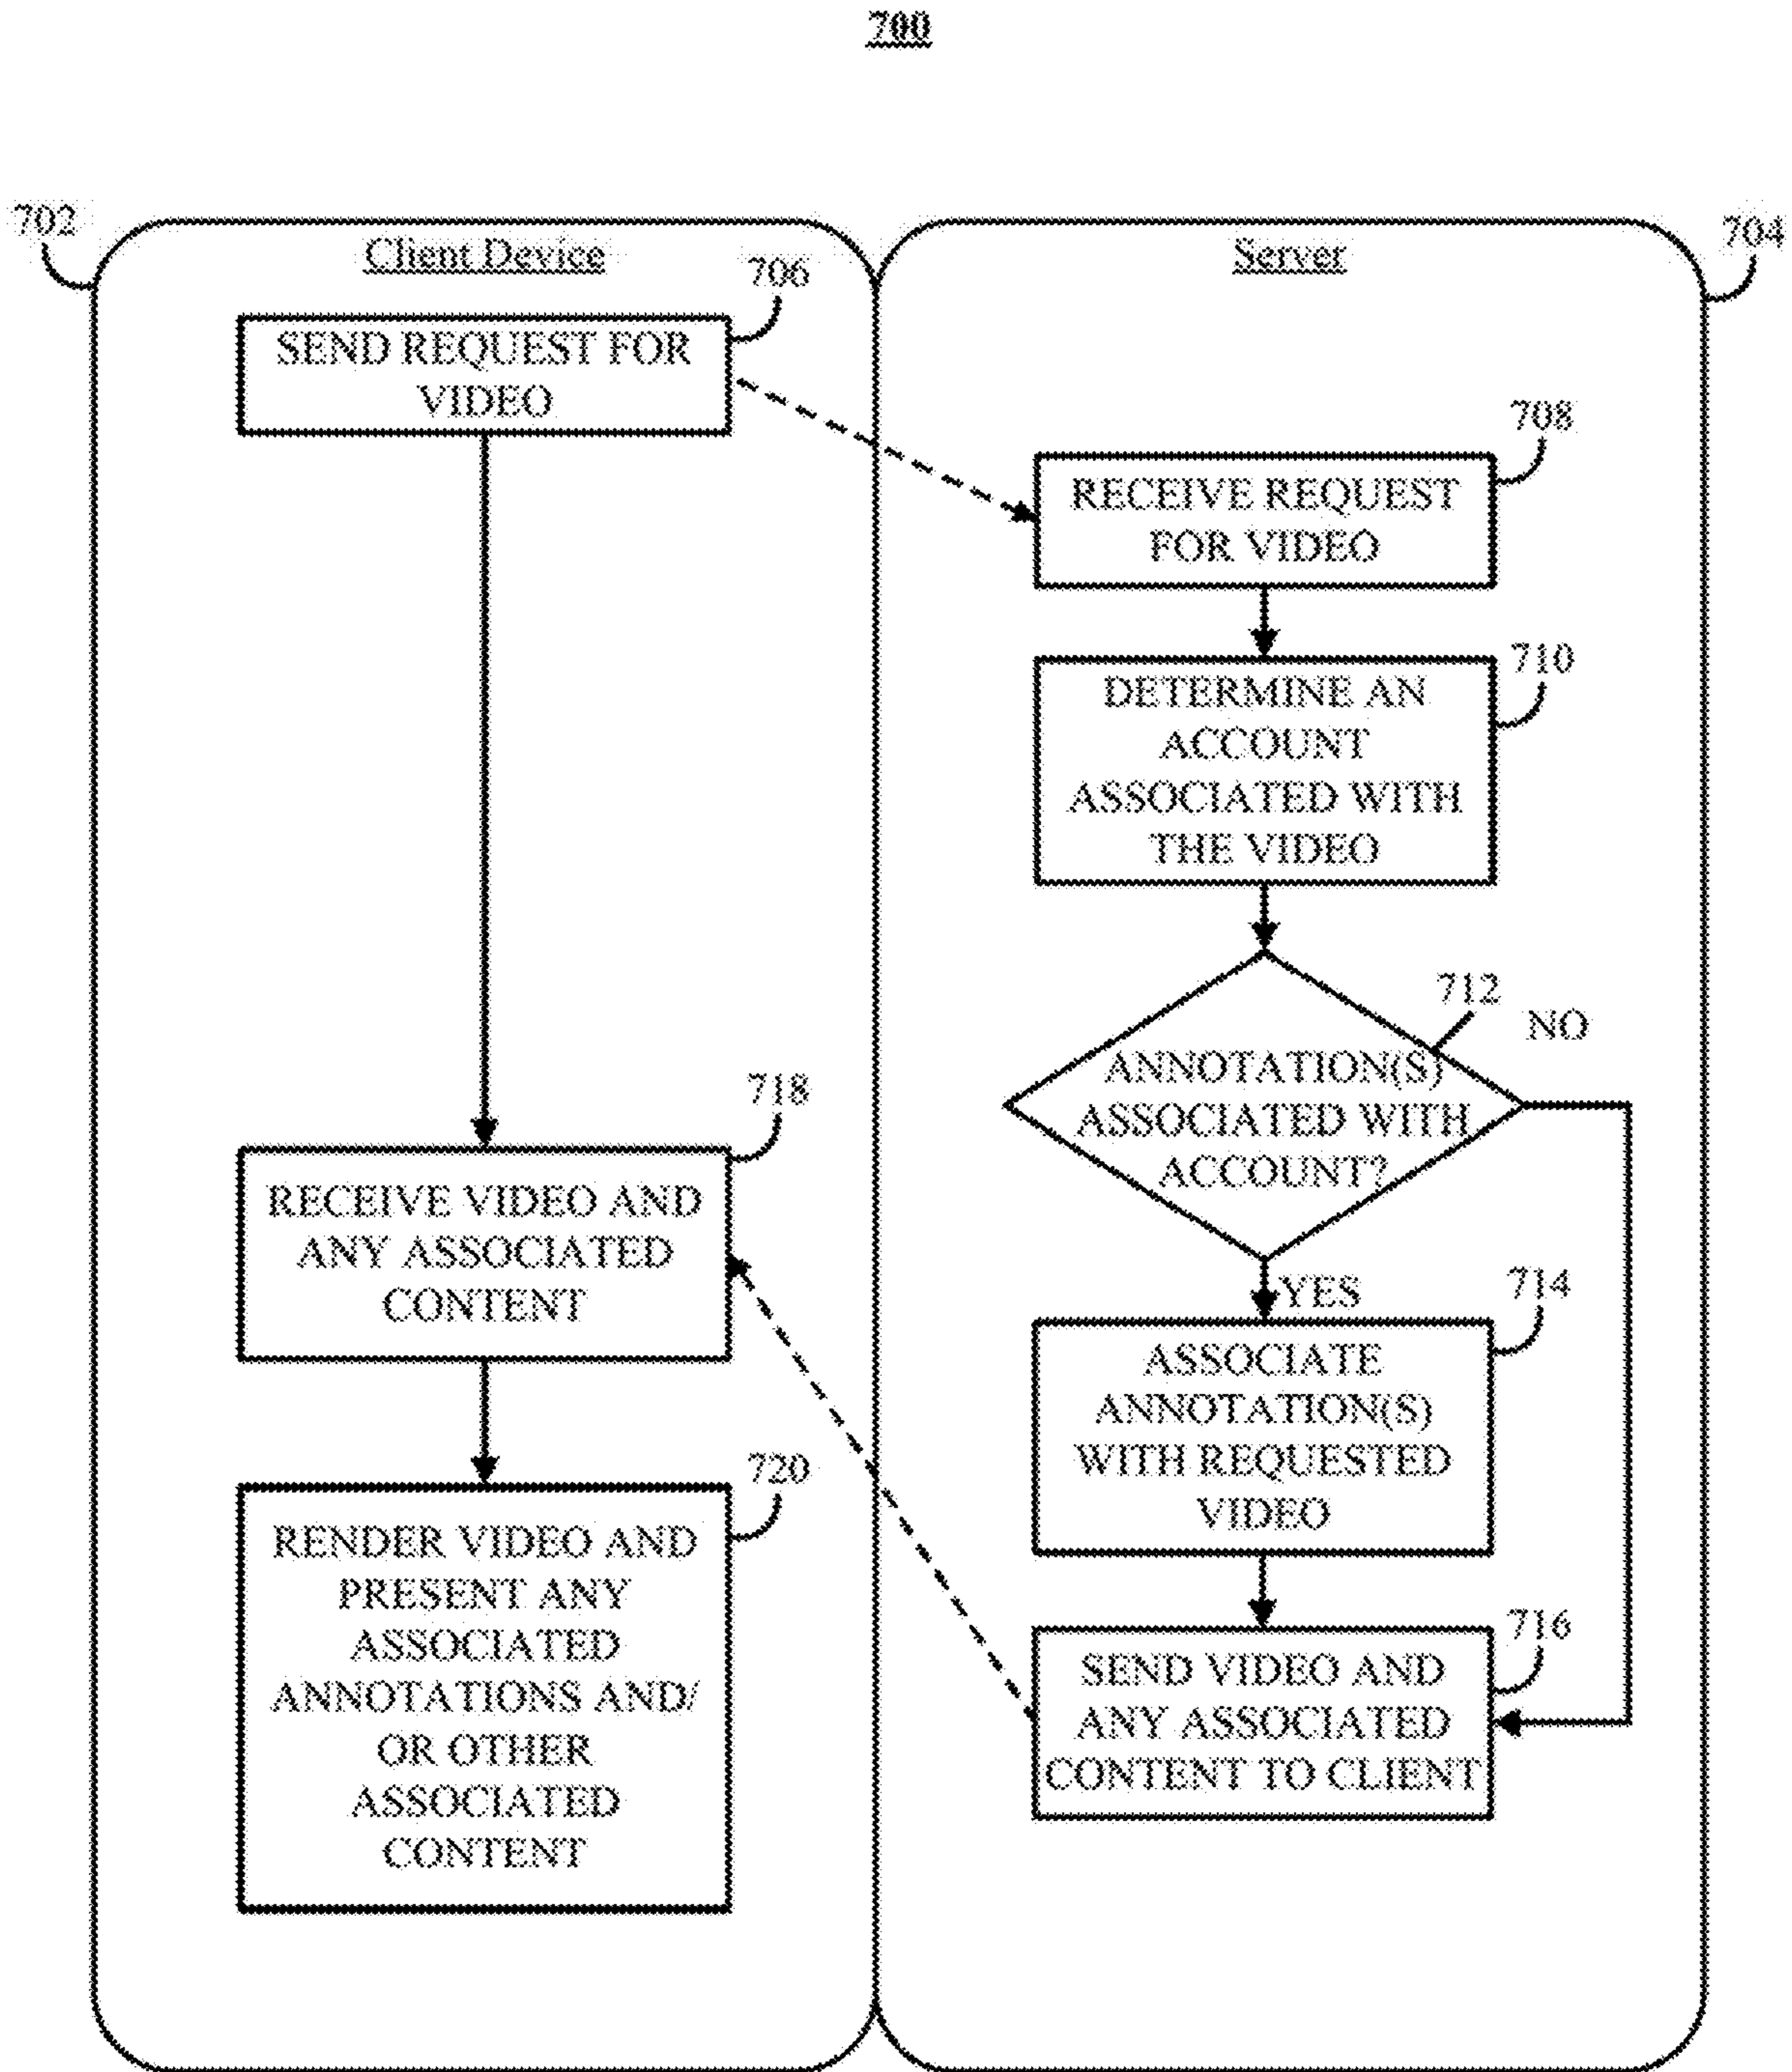 700
702
Client Device
706
SEND REQUEST FOR
VIDEO
718
RECEIVE VIDEO AND
ANY ASSOCIATED
CONTENT
720
RENDER VIDEO AND
PRESENT ANY
ASSOCIATED
ANNOTATIONS AND/
OR OTHER
ASSOCIATED
CONTENT
Server
704
708
RECEIVE REQUEST
FOR VIDEO
710
DETERMINE AN
ACCOUNT
ASSOCIATED WITH
THE VIDEO
712
NO
ANNOTATION(S)
ASSOCIATED WITH
ACCOUNT?
YES
714
ASSOCIATE
ANNOTATION(S)
WITH REQUESTED
VIDEO
716
SEND VIDEO AND
ANY ASSOCIATED
CONTENT TO CLIENT